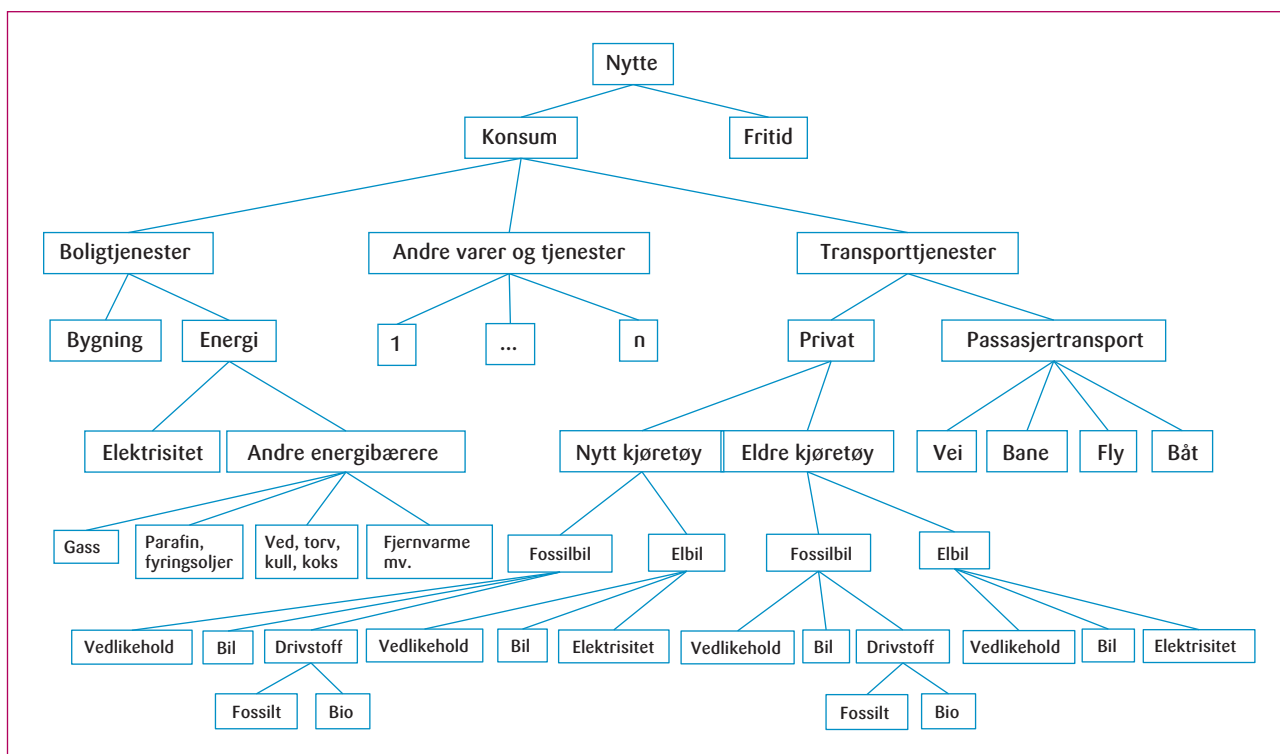 Nytte
Konsum
Fritid
Boligtjenester
Andre varer og tjenester
Transporttjenester
Bygning
Energi
1
...
n
Privat
Passasjertransport
Elektrisitet
Andre energibærere
Nytt kjøretøy
Eldre kjøretøy
Vei
Bane
Fly
Båt
Gass
Parafin,
fyringsoljer
Ved, torv,
kull, koks
Fjernvarme
mv.
Fossilbil
Elbil
Fossilbil
Elbil
Vedlikehold
Bil
Drivstoff
Vedlikehold
Bil
Elektrisitet
Vedlikehold
Bil
Drivstoff
Vedlikehold
Bil
Elektrisitet
Fossilt
Bio
Fossilt
Bio